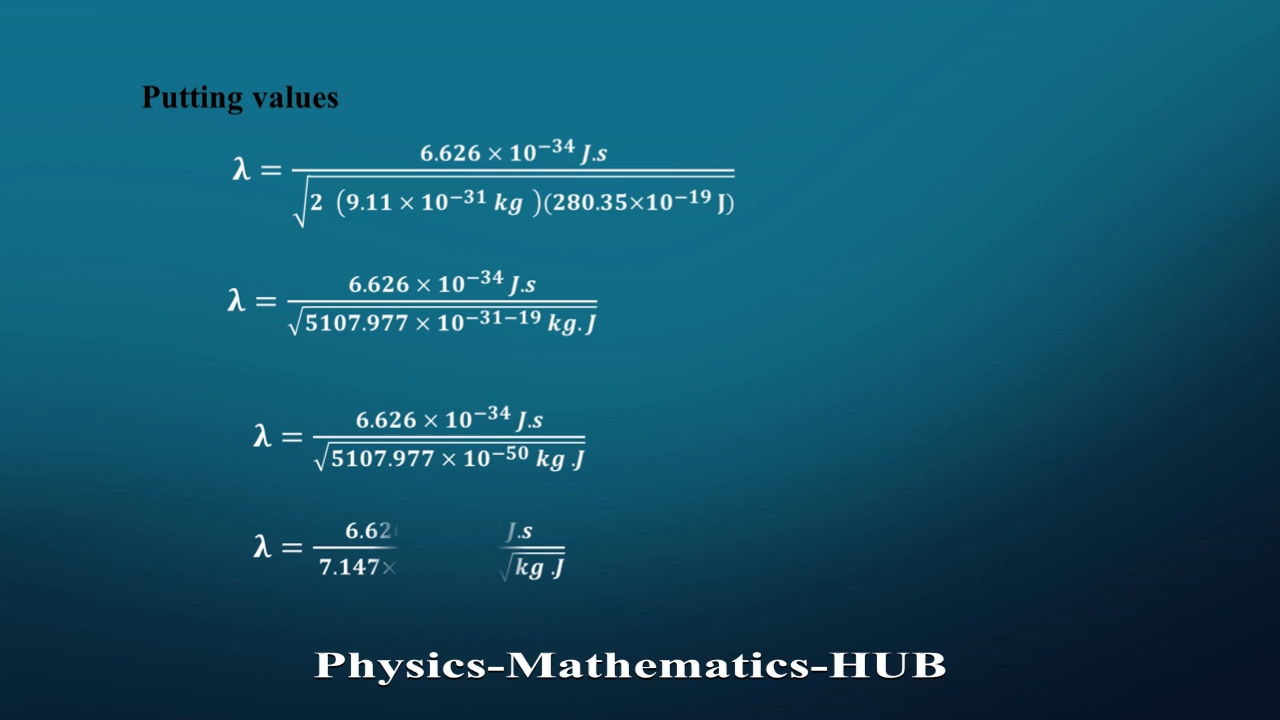 Putting values
λ = 6.626 × 10⁻³⁴ J.s / √2 (9.11 × 10⁻³¹ kg )(280.35×10⁻¹⁹ J)
λ = 6.626 × 10⁻³⁴ J.s / √5107.977 × 10⁻³¹⁻¹⁹ kg. J
λ = 6.626 × 10⁻³⁴ J.s / √5107.977 × 10⁻⁵⁰ kg .J
λ = 6.62 J.s / 7.147× √kg .J
Physics-Mathematics-HUB